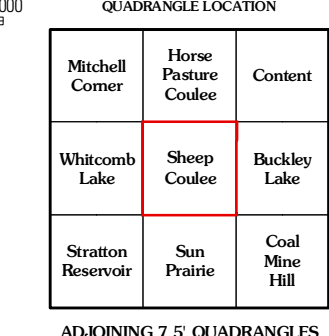 000
QUADRANGLE LOCATION
Mitchell
Corner
Horse
Pasture
Coulee
Content
Whitcomb
Lake
Sheep
Coulee
Buckley
Lake
Stratton
Reservoir
Sun
Prairie
Coal
Mine
Hill
ADJOINING 7.5' QUADRANGLES